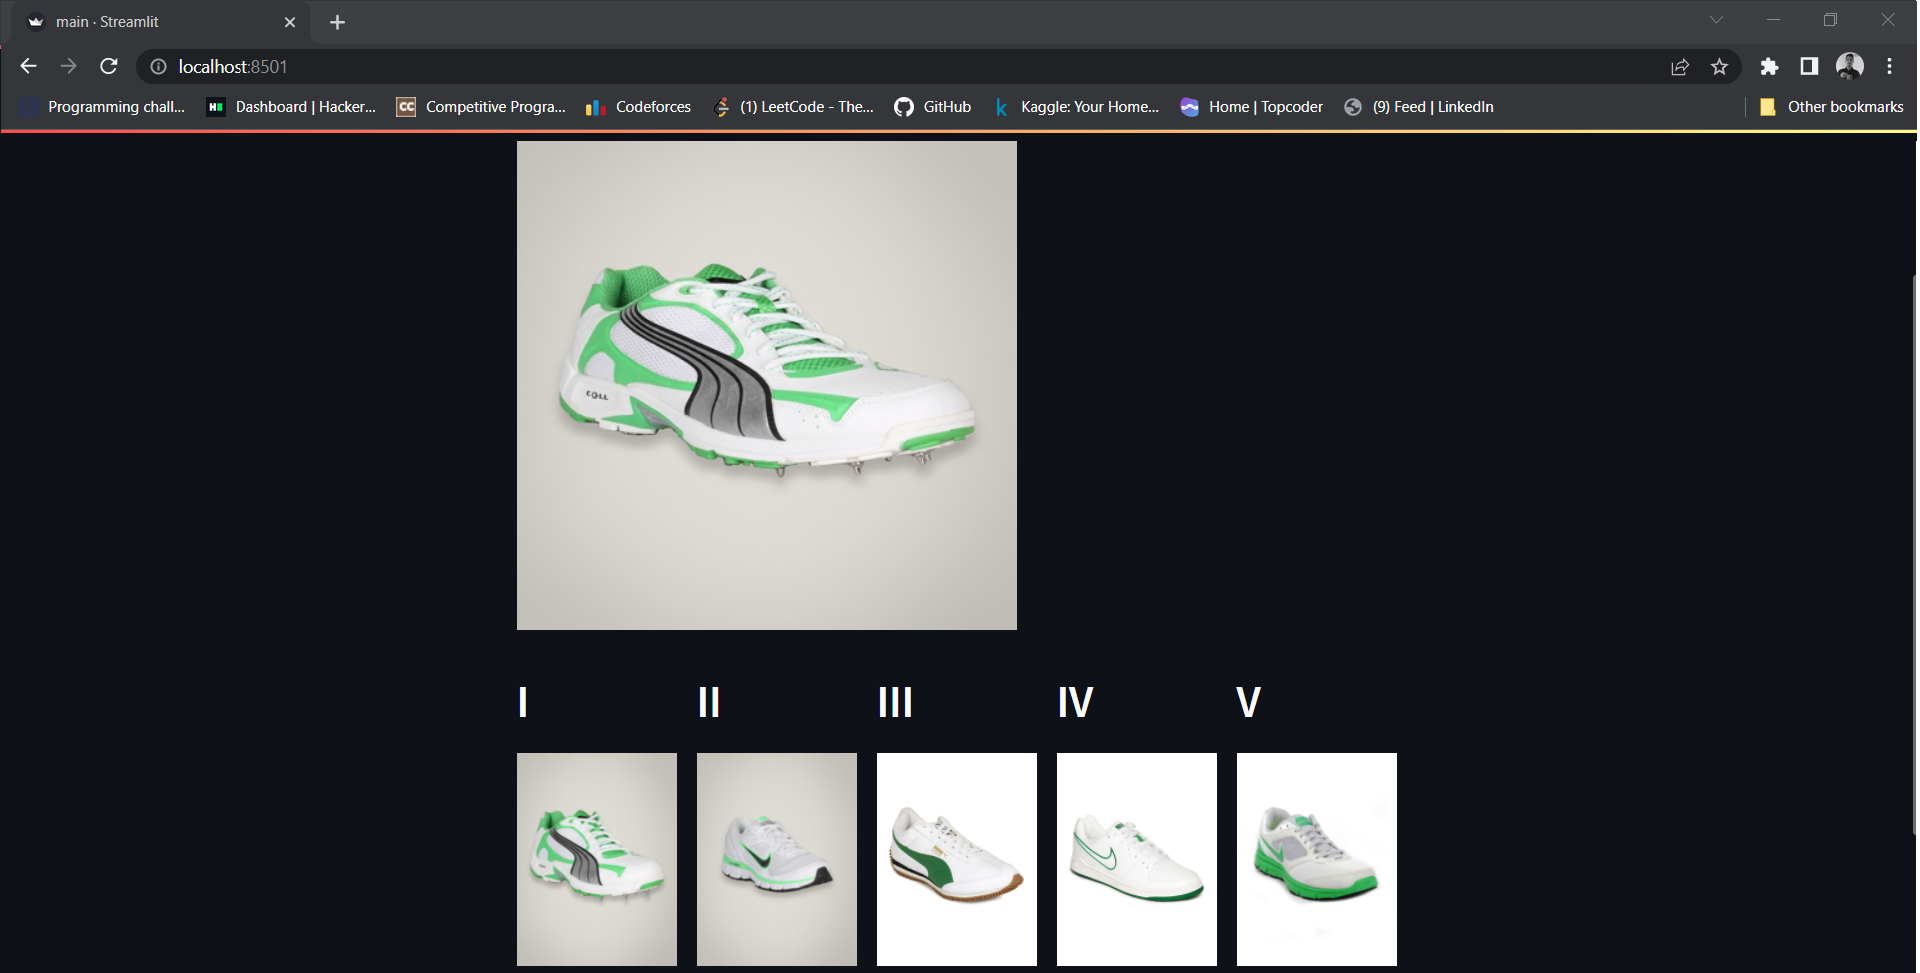 main · Streamlit
localhost:8501
Programming chall... Dashboard | Hacker... CC Competitive Progra... Codeforces (1) LeetCode - The... GitHub k Kaggle: Your Home... Home | Topcoder (9) Feed | LinkedIn Other bookmarks
I II III IV V